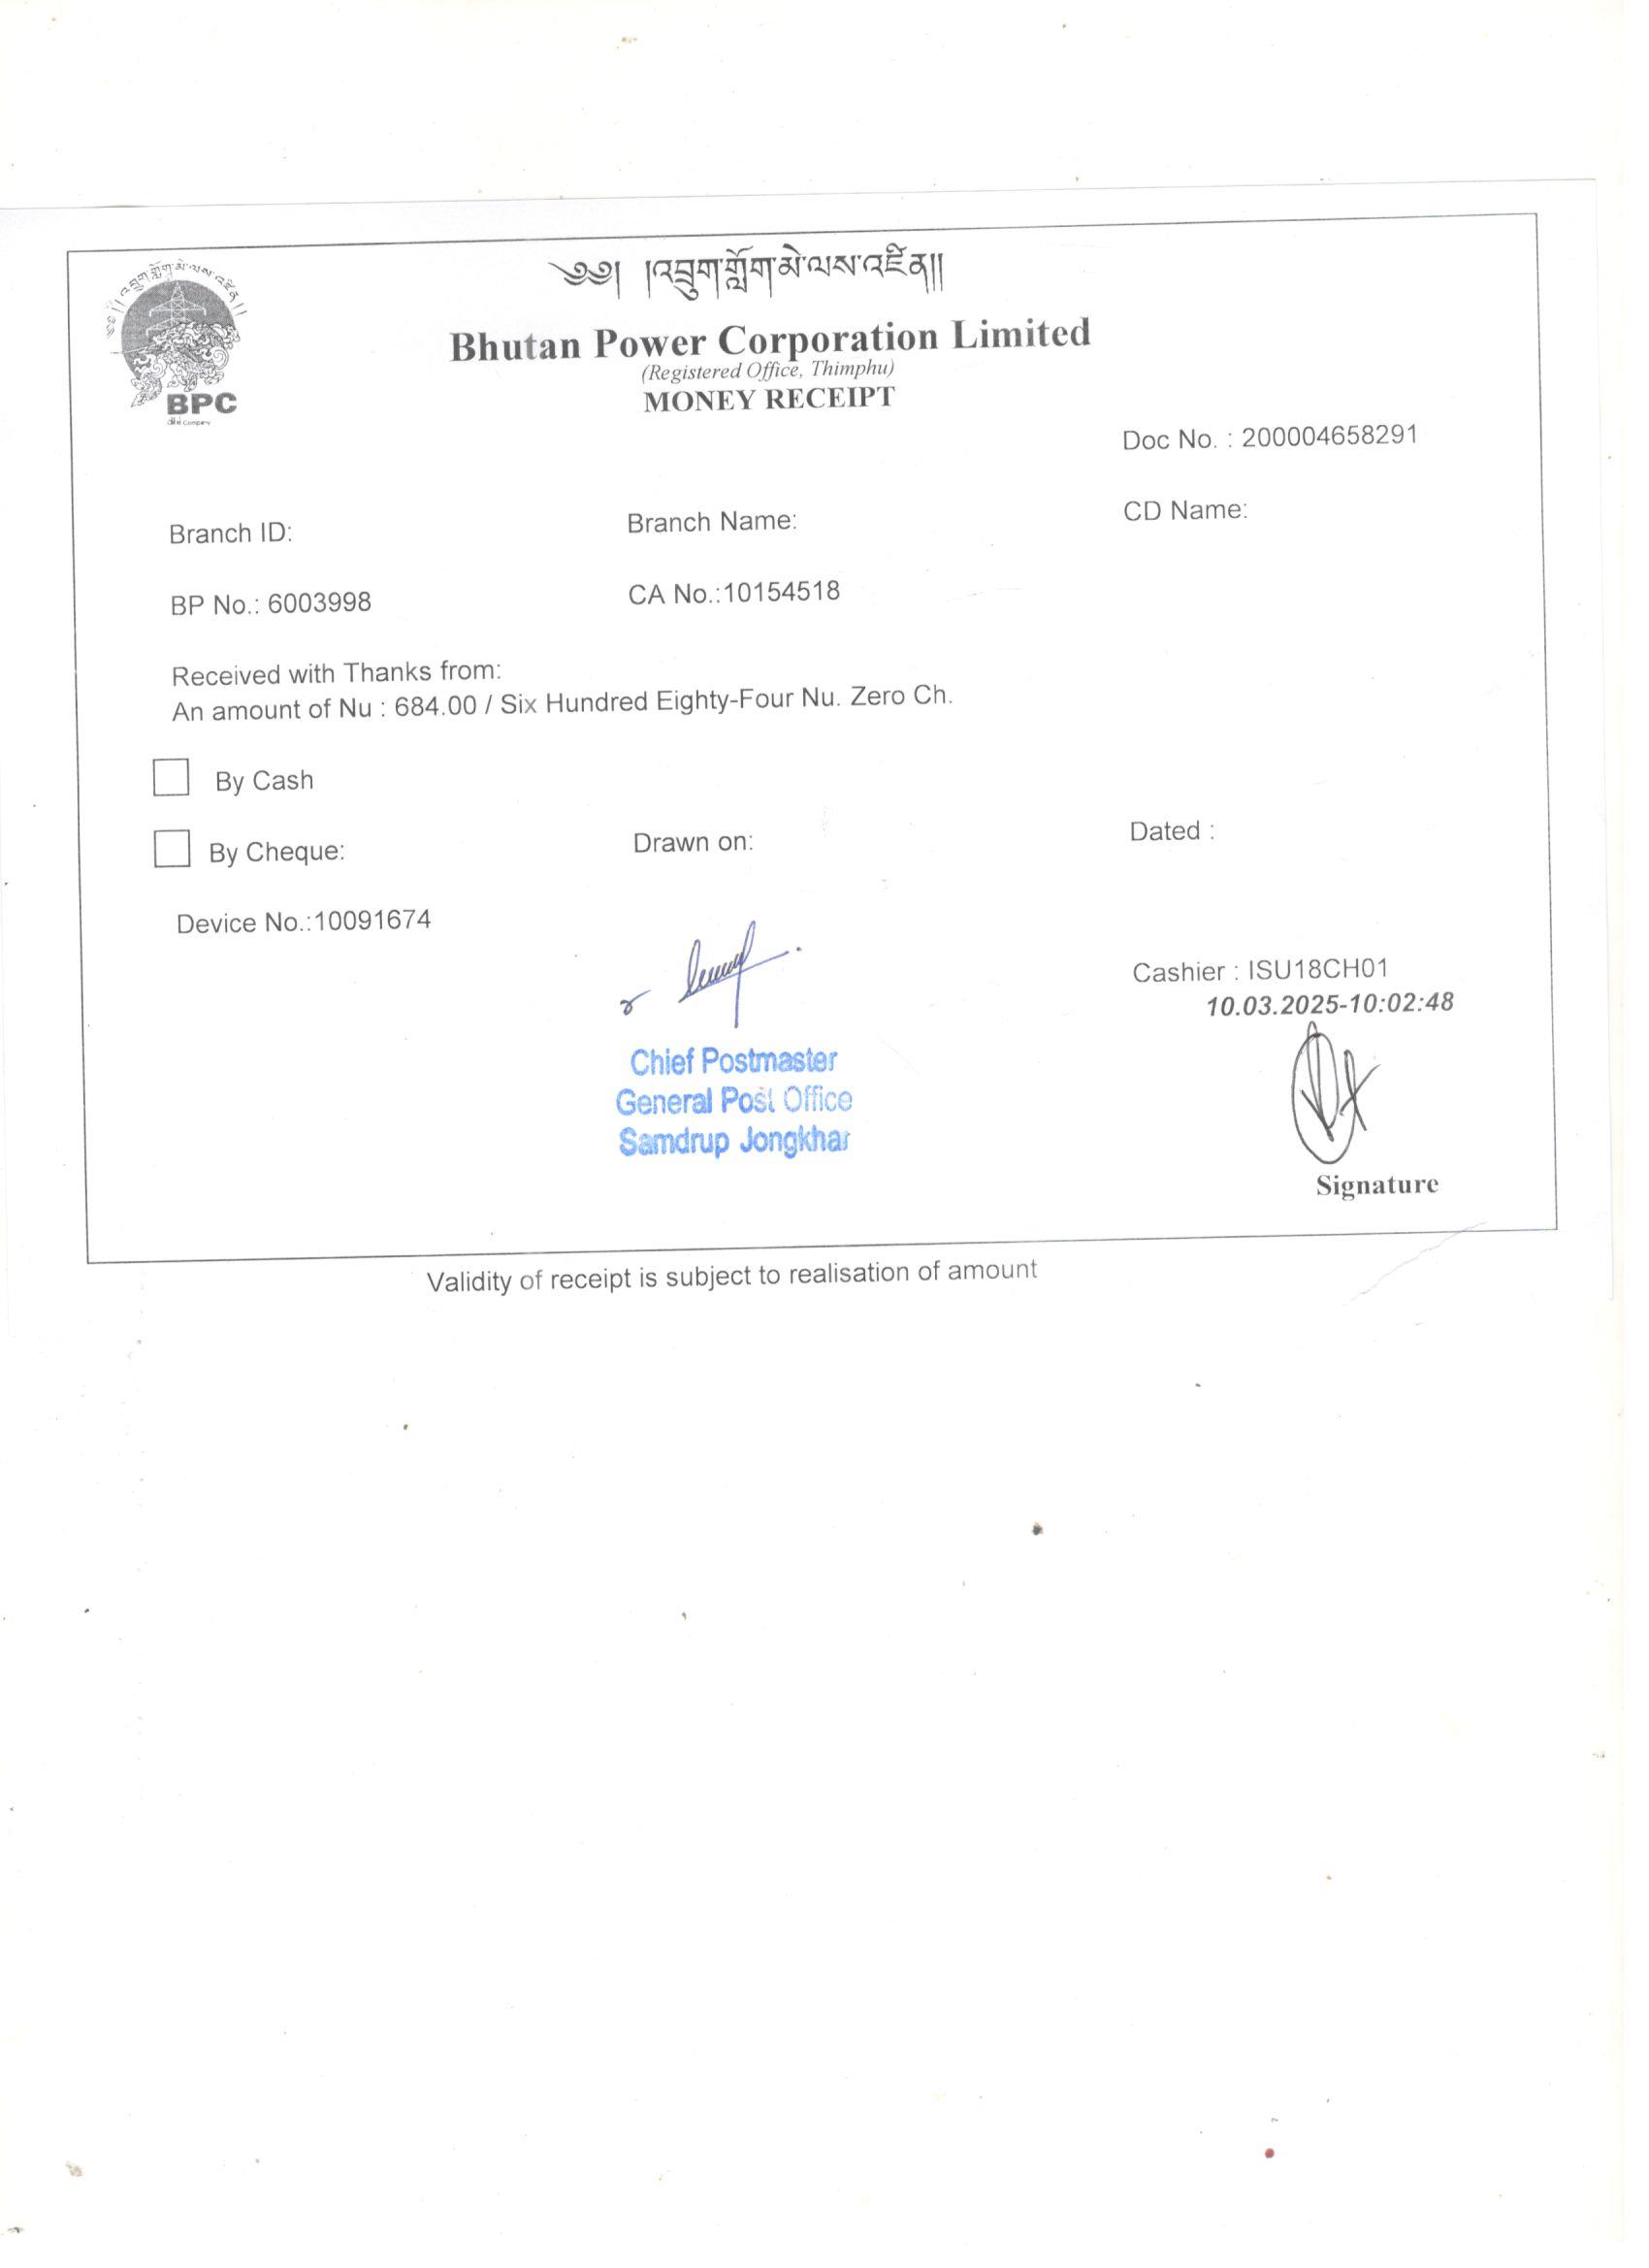 ༄༅། །འབྲུག་གློག་མེ་ལས་འཛིན།།
Bhutan Power Corporation Limited
(Registered Office, Thimphu)
MONEY RECEIPT
BPC
Doc No. : 200004658291
Branch ID: Branch Name: CD Name:
BP No.: 6003998 CA No.:10154518
Received with Thanks from:
An amount of Nu : 684.00 / Six Hundred Eighty-Four Nu. Zero Ch.
By Cash
By Cheque: Drawn on: Dated :
Device No.:10091674
Cashier : ISU18CH01
10.03.2025-10:02:48
Chief Postmaster
General Post Office
Samdrup Jongkhar
Signature
Validity of receipt is subject to realisation of amount